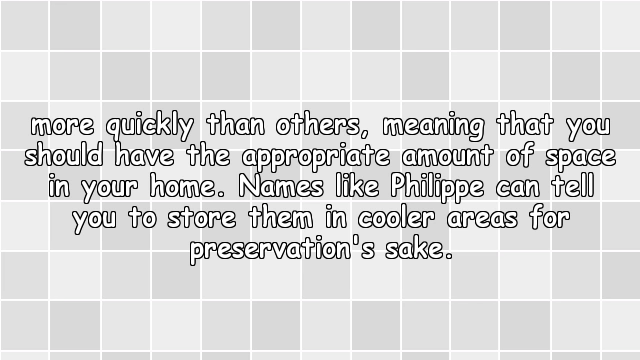 more quickly than others, meaning that you
should have the appropriate amount of space
in your home. Names like Philippe can tell
you to store them in cooler areas for
preservation's sake.